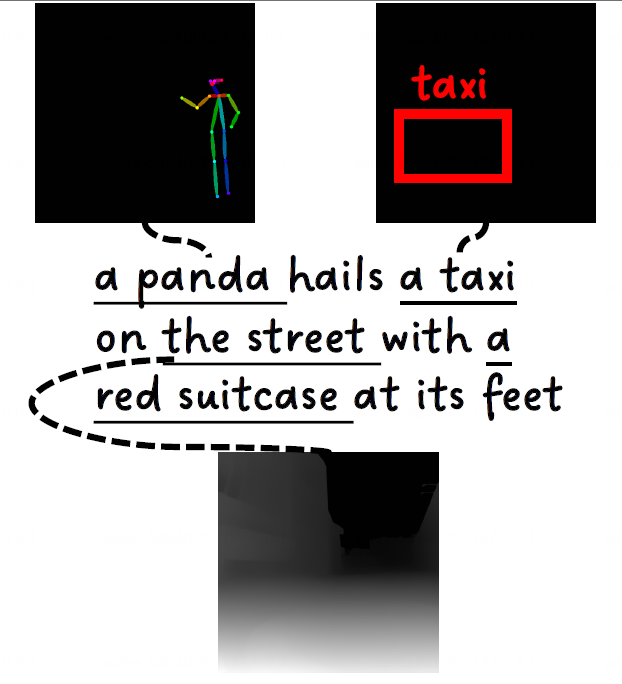 taxi
a panda hails a taxi
on the street with a
red suitcase at its feet